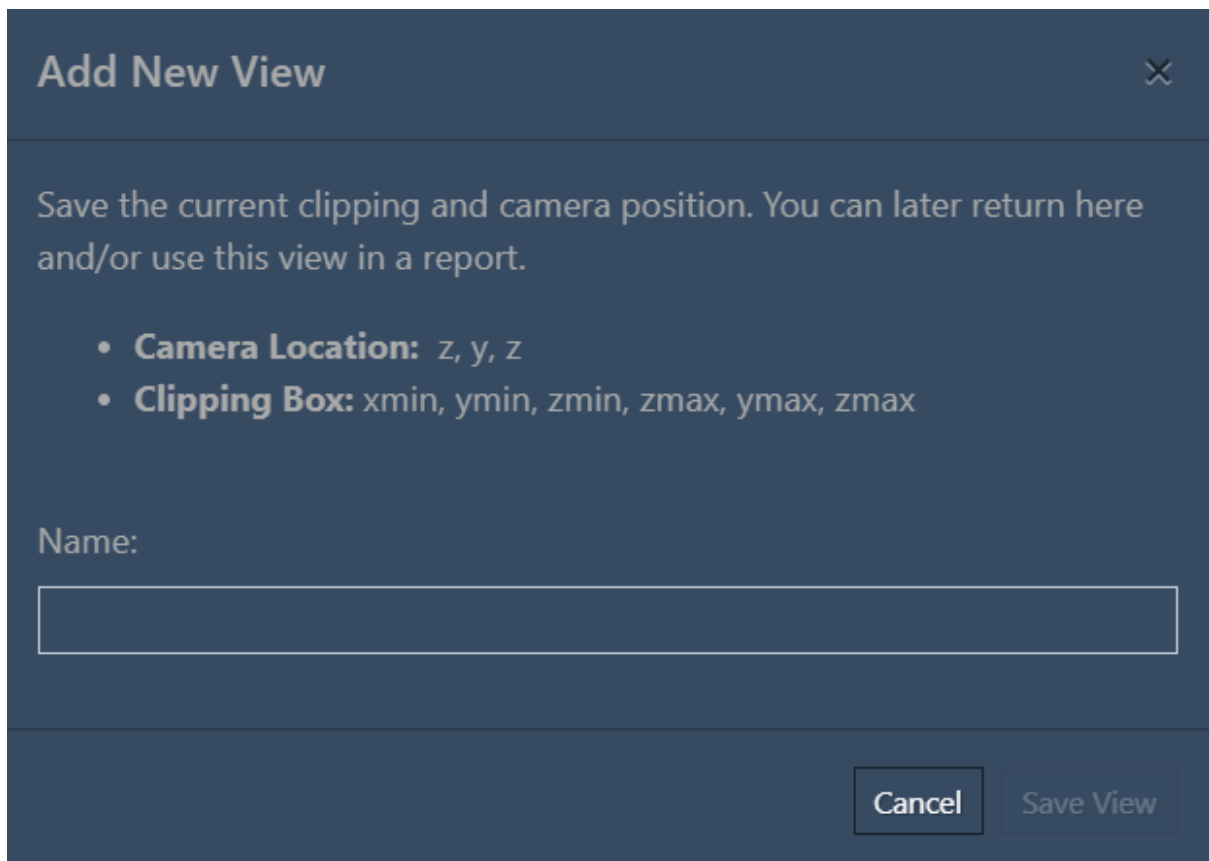 Add New View
Save the current clipping and camera position. You can later return here
and/or use this view in a report.
• Camera Location: z, y, z
• Clipping Box: xmin, ymin, zmin, zmax, ymax, zmax
Name:
Cancel Save View